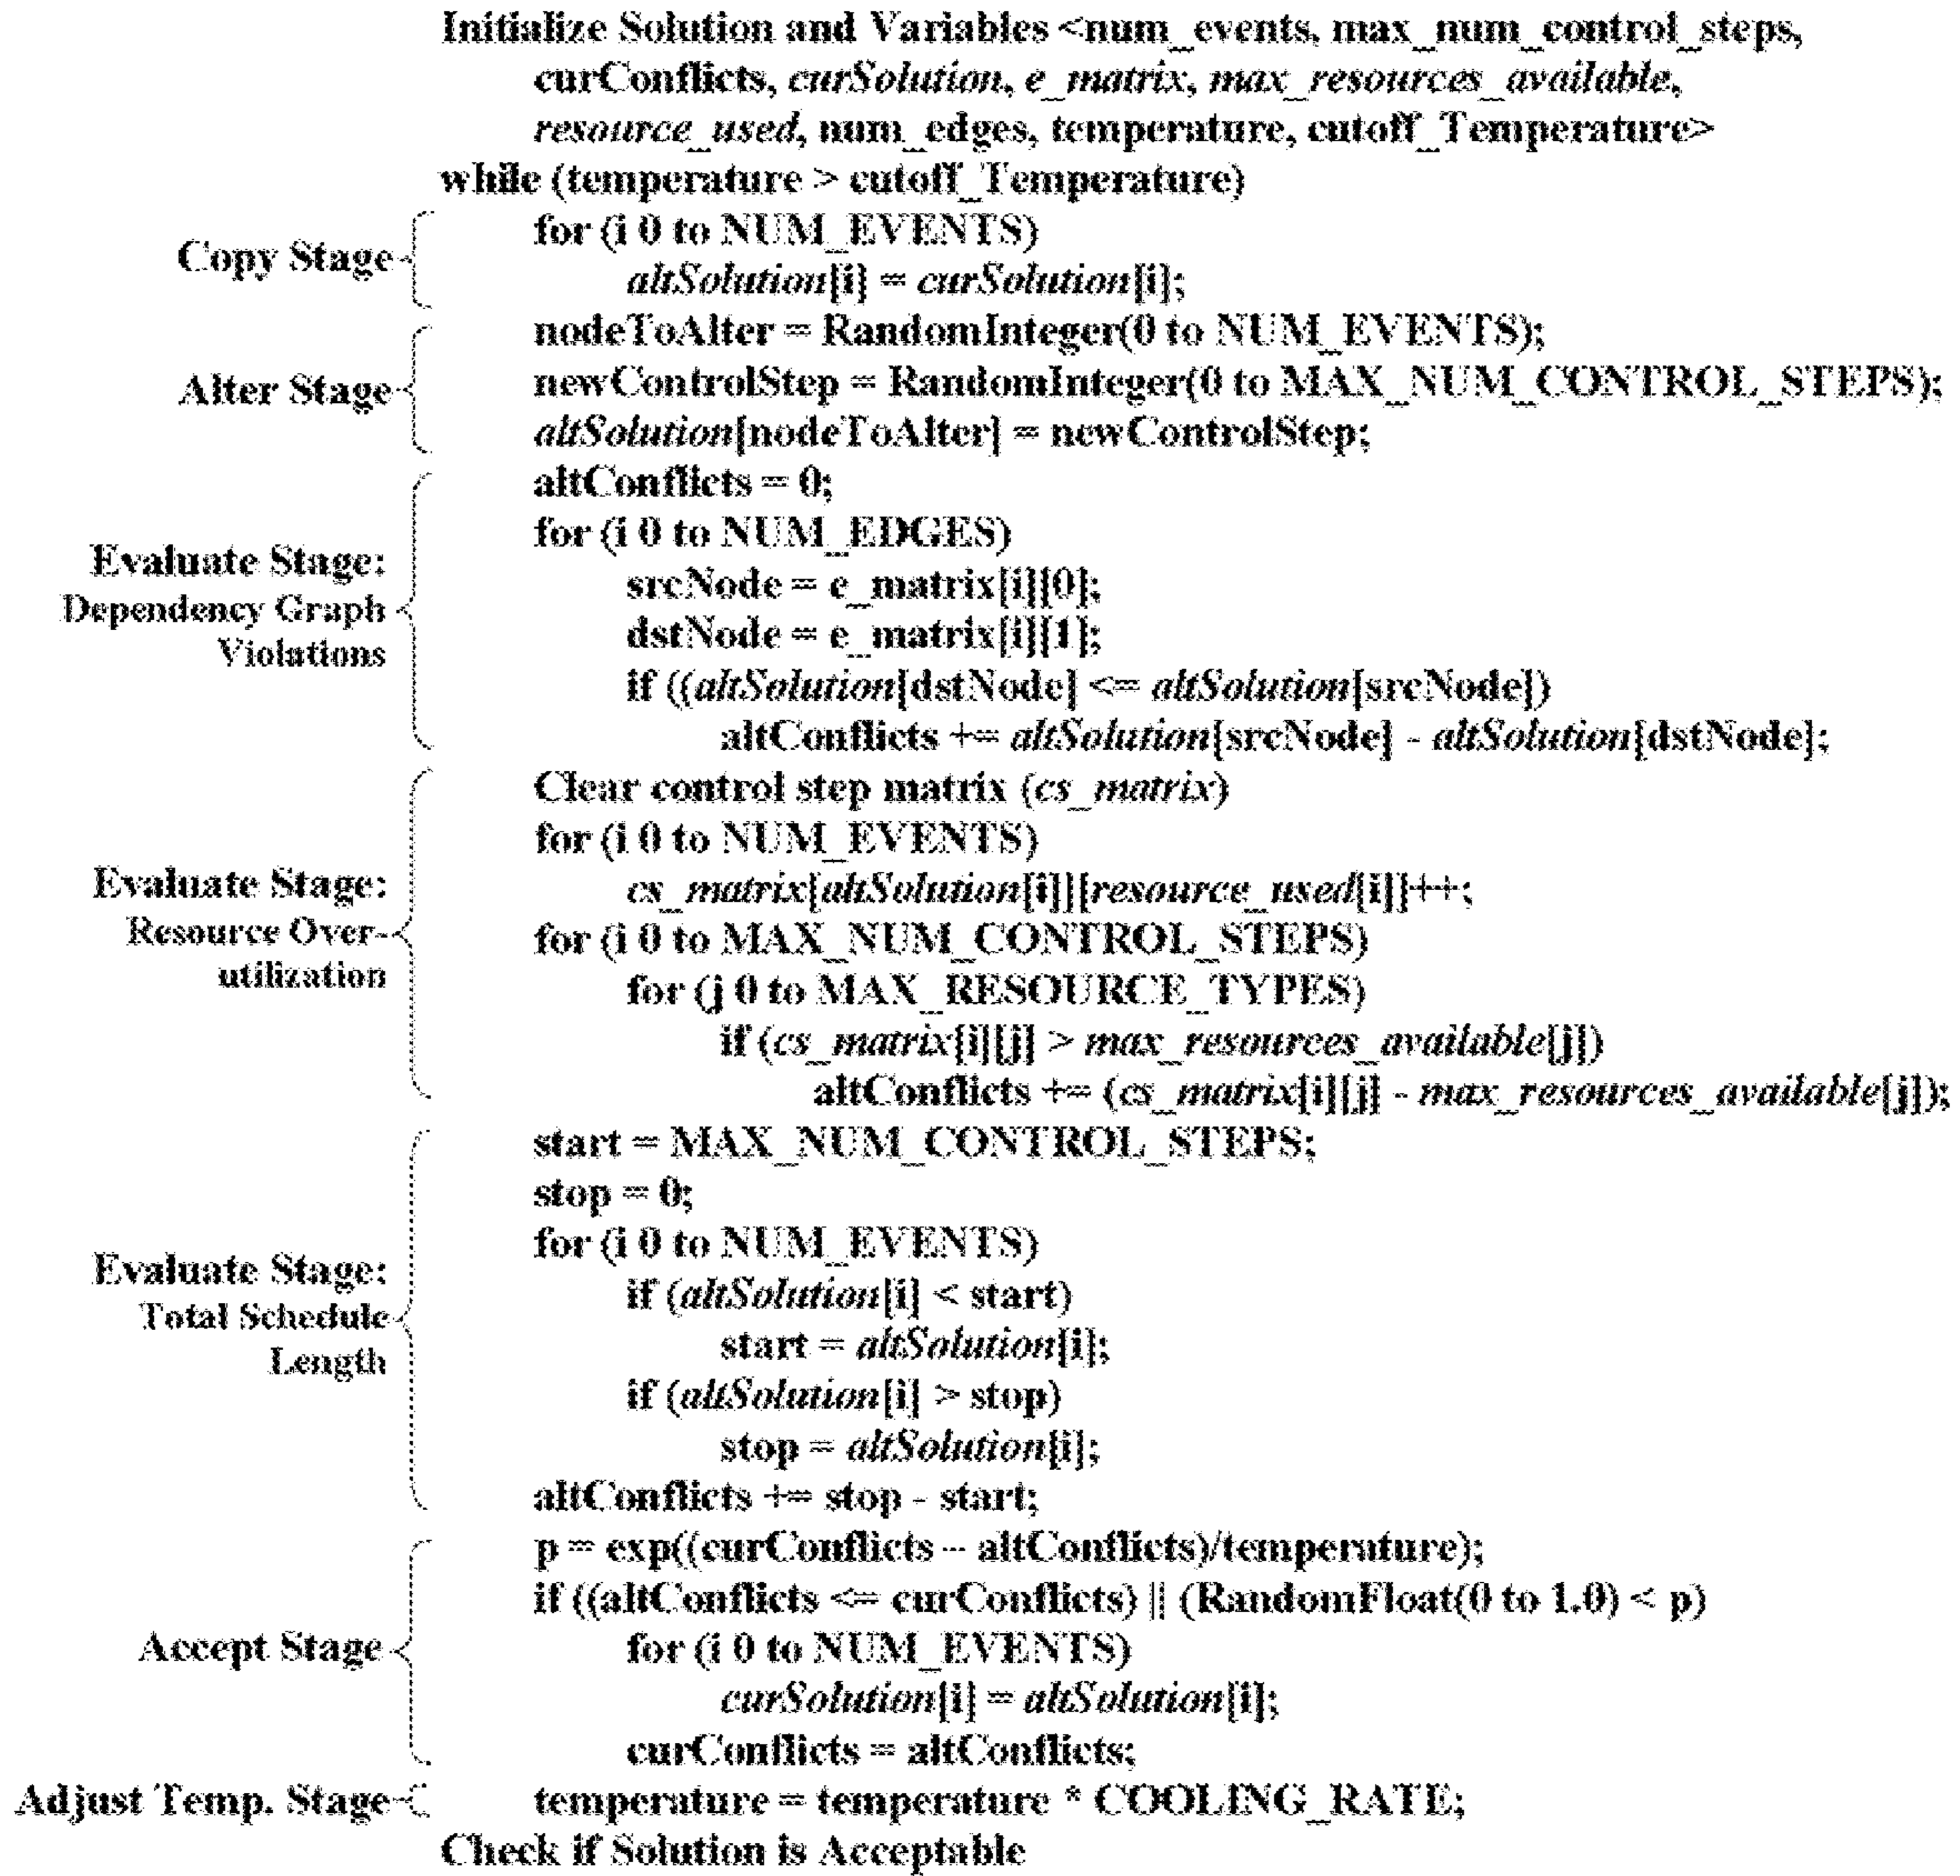 Initialize Solution and Variables <num_events, max_num_control_steps,
curConflicts, curSolution, e_matrix, max_resources_available,
resource_used, num_edges, temperature, cutoff_Temperature>
while (temperature > cutoff_Temperature)
Copy Stage
for (i 0 to NUM_EVENTS)
altSolution[i] = curSolution[i];
Alter Stage
nodeToAlter = RandomInteger(0 to NUM_EVENTS);
newControlStep = RandomInteger(0 to MAX_NUM_CONTROL_STEPS);
altSolution[nodeToAlter] = newControlStep;
Evaluate Stage:
Dependency Graph
Violations
altConflicts = 0;
for (i 0 to NUM_EDGES)
srcNode = e_matrix[i][0];
dstNode = e_matrix[i][1];
if ((altSolution[dstNode] <= altSolution[srcNode])
altConflicts += altSolution[srcNode] - altSolution[dstNode];
Evaluate Stage:
Resource Over-
utilization
Clear control step matrix (cs_matrix)
for (i 0 to NUM_EVENTS)
cs_matrix[altSolution[i]][resource_used[i]]++;
for (i 0 to MAX_NUM_CONTROL_STEPS)
for (j 0 to MAX_RESOURCE_TYPES)
if (cs_matrix[i][j] > max_resources_available[j])
altConflicts += (cs_matrix[i][j] - max_resources_available[j]);
Evaluate Stage:
Total Schedule
Length
start = MAX_NUM_CONTROL_STEPS;
stop = 0;
for (i 0 to NUM_EVENTS)
if (altSolution[i] < start)
start = altSolution[i];
if (altSolution[i] > stop)
stop = altSolution[i];
altConflicts += stop - start;
Accept Stage
p = exp((curConflicts – altConflicts)/temperature);
if ((altConflicts <= curConflicts) || (RandomFloat(0 to 1.0) < p)
for (i 0 to NUM_EVENTS)
curSolution[i] = altSolution[i];
curConflicts = altConflicts;
Adjust Temp. Stage
temperature = temperature * COOLING_RATE;
Check if Solution is Acceptable